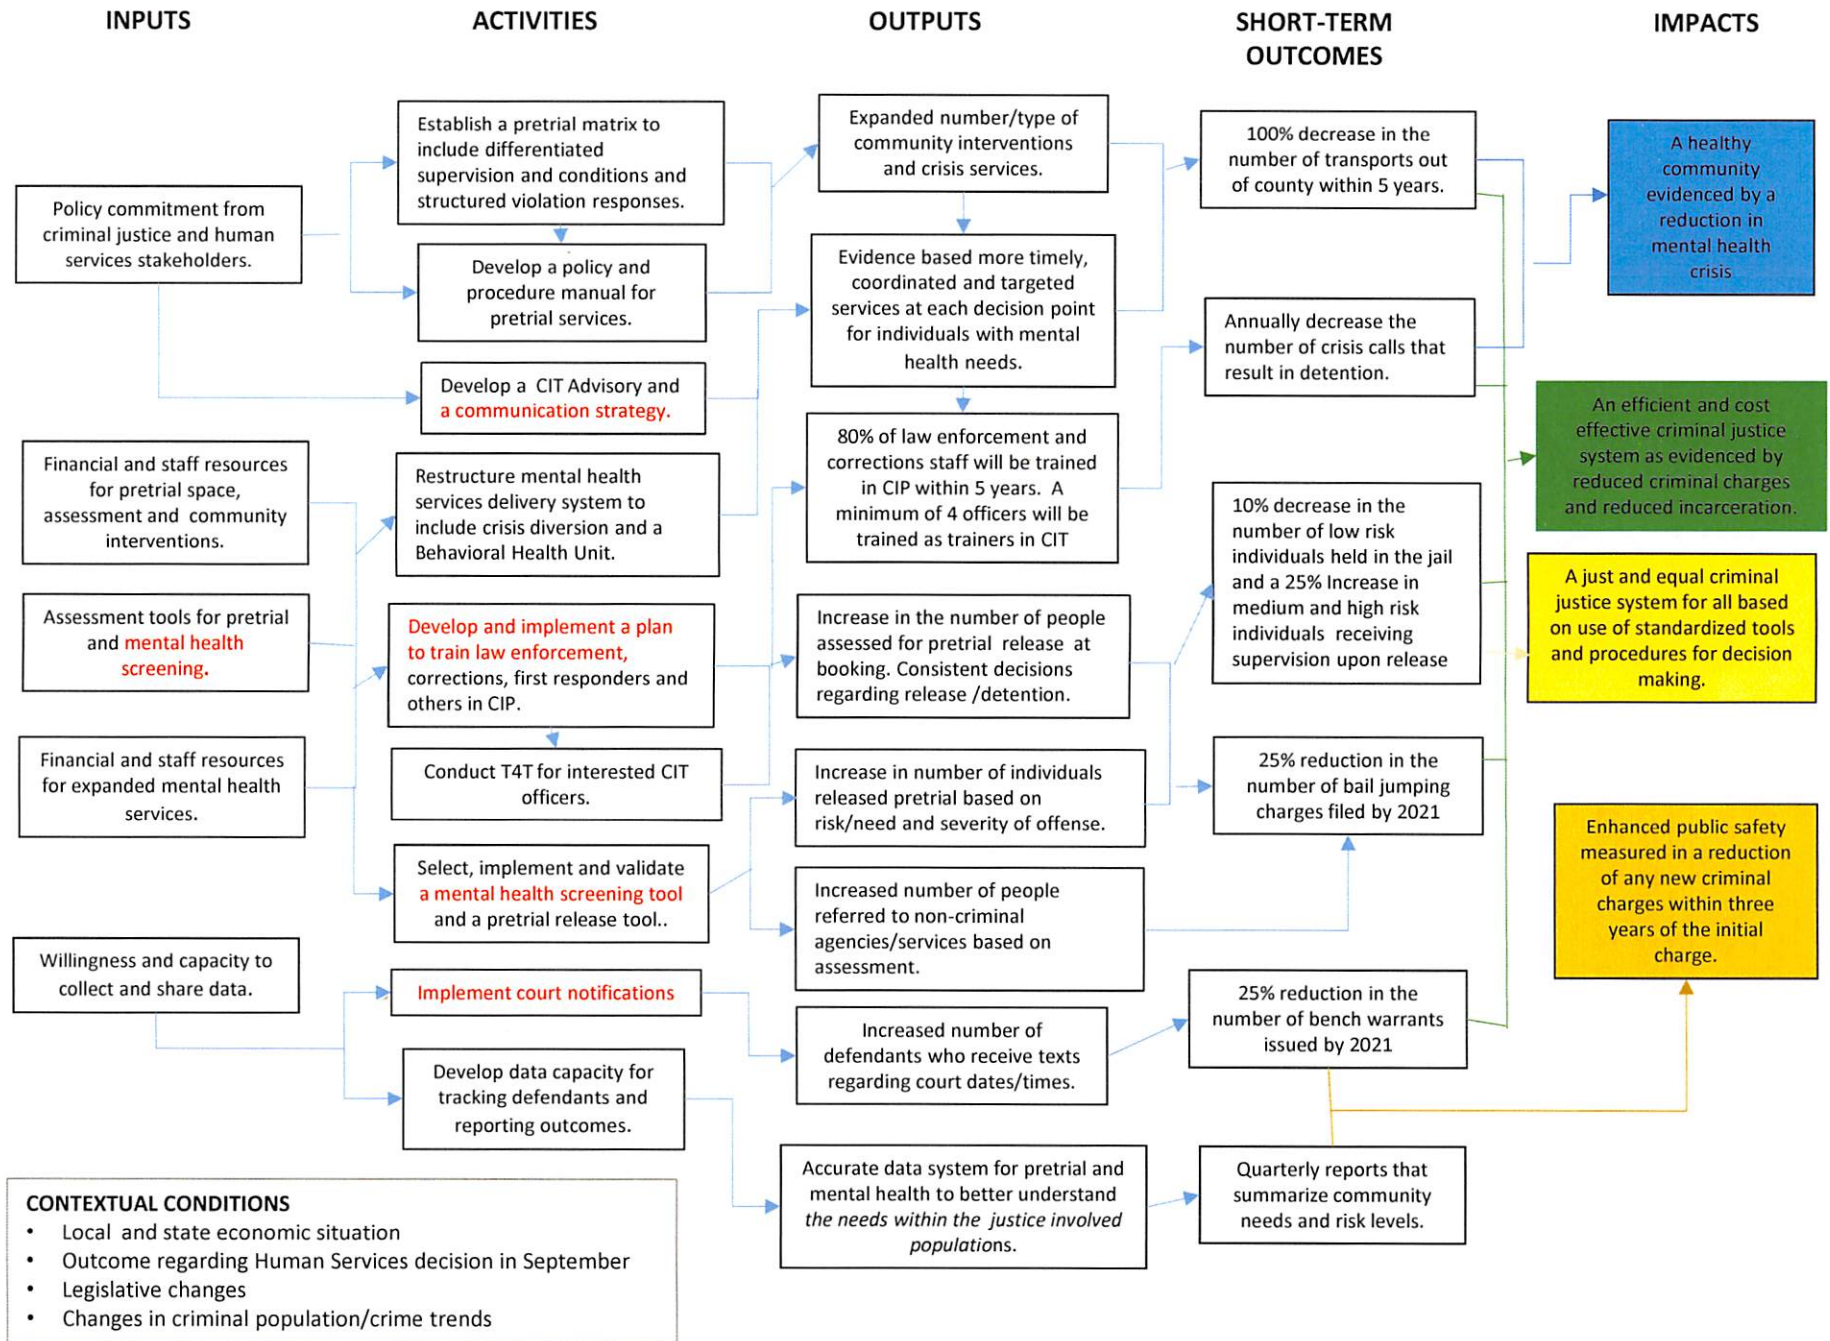 INPUTS
ACTIVITIES
OUTPUTS
SHORT-TERM
OUTCOMES
IMPACTS
Policy commitment from
criminal justice and human
services stakeholders.
Financial and staff resources
for pretrial space,
assessment and community
interventions.
Assessment tools for pretrial
and mental health
screening.
Financial and staff resources
for expanded mental health
services.
Willingness and capacity to
collect and share data.
Establish a pretrial matrix to
include differentiated
supervision and conditions and
structured violation responses.
Develop a policy and
procedure manual for
pretrial services.
Develop a CIT Advisory and
a communication strategy.
Restructure mental health
services delivery system to
include crisis diversion and a
Behavioral Health Unit.
Develop and implement a plan
to train law enforcement,
corrections, first responders and
others in CIP.
Conduct T4T for interested CIT
officers.
Select, implement and validate
a mental health screening tool
and a pretrial release tool..
Implement court notifications
Develop data capacity for
tracking defendants and
reporting outcomes.
Expanded number/type of
community interventions
and crisis services.
Evidence based more timely,
coordinated and targeted
services at each decision point
for individuals with mental
health needs.
80% of law enforcement and
corrections staff will be trained
in CIP within 5 years. A
minimum of 4 officers will be
trained as trainers in CIT
Increase in the number of people
assessed for pretrial release at
booking. Consistent decisions
regarding release /detention.
Increase in number of individuals
released pretrial based on
risk/need and severity of offense.
Increased number of people
referred to non-criminal
agencies/services based on
assessment.
Increased number of
defendants who receive texts
regarding court dates/times.
Accurate data system for pretrial and
mental health to better understand
the needs within the justice involved
populations.
100% decrease in the
number of transports out
of county within 5 years.
Annually decrease the
number of crisis calls that
result in detention.
10% decrease in the
number of low risk
individuals held in the jail
and a 25% Increase in
medium and high risk
individuals receiving
supervision upon release
25% reduction in the
number of bail jumping
charges filed by 2021
25% reduction in the
number of bench warrants
issued by 2021
Quarterly reports that
summarize community
needs and risk levels.
A healthy
community
evidenced by a
reduction in
mental health
crisis
An efficient and cost
effective criminal justice
system as evidenced by
reduced criminal charges
and reduced incarceration.
A just and equal criminal
justice system for all based
on use of standardized tools
and procedures for decision
making.
Enhanced public safety
measured in a reduction
of any new criminal
charges within three
years of the initial
charge.
CONTEXTUAL CONDITIONS
• Local and state economic situation
• Outcome regarding Human Services decision in September
• Legislative changes
• Changes in criminal population/crime trends